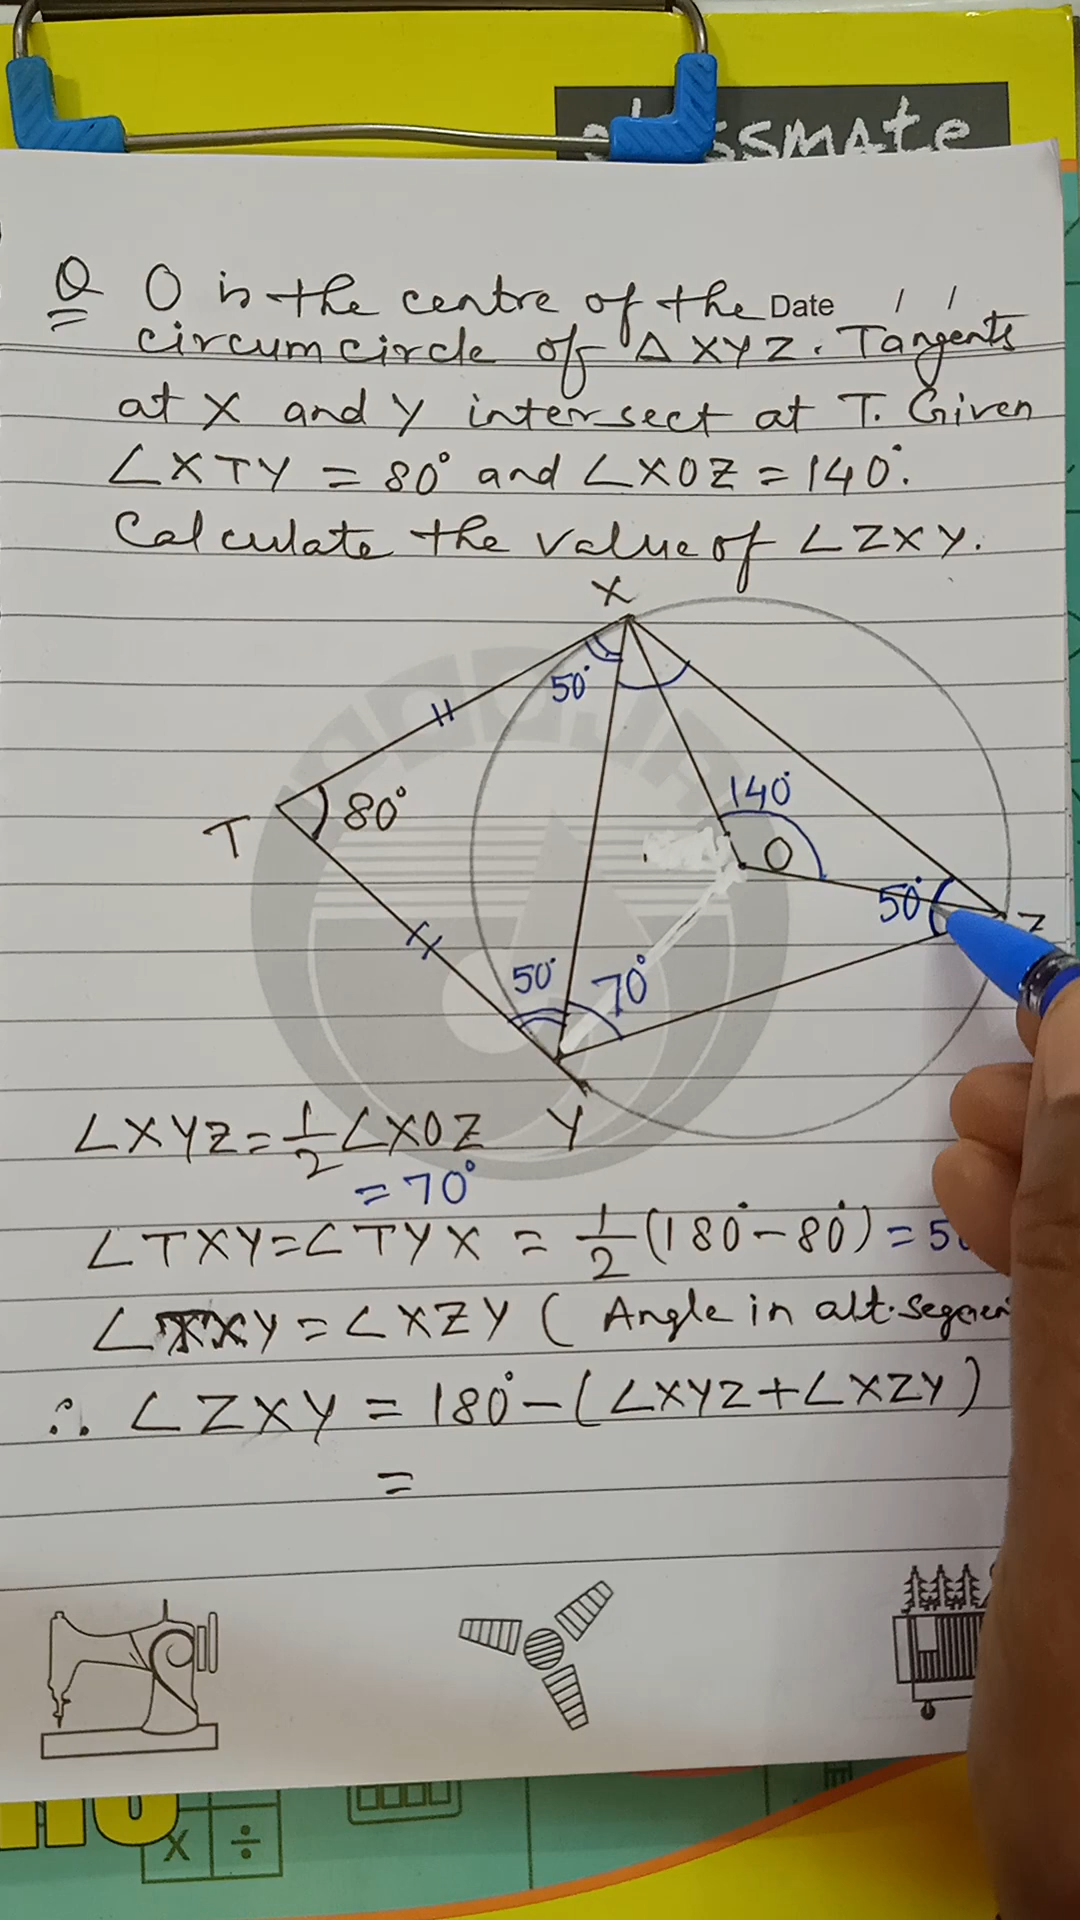 classmate
Q O is the centre of the Date / /
circumcircle of Δ XYZ. Tangents
at X and Y intersect at T. Given
∠XTY = 80° and ∠XOZ = 140°.
Calculate the value of ∠ZXY.
X
50°
140°
T 80° O
50° Z
50° 70°
∠XYZ = 1/2 ∠XOZ Y
= 70°
∠TXY = ∠TYX = 1/2 (180° - 80°) = 5
∠TXY = ∠XZY ( Angle in alt. segmen
∴ ∠ZXY = 180° - (∠XYZ + ∠XZY)
=
× ÷